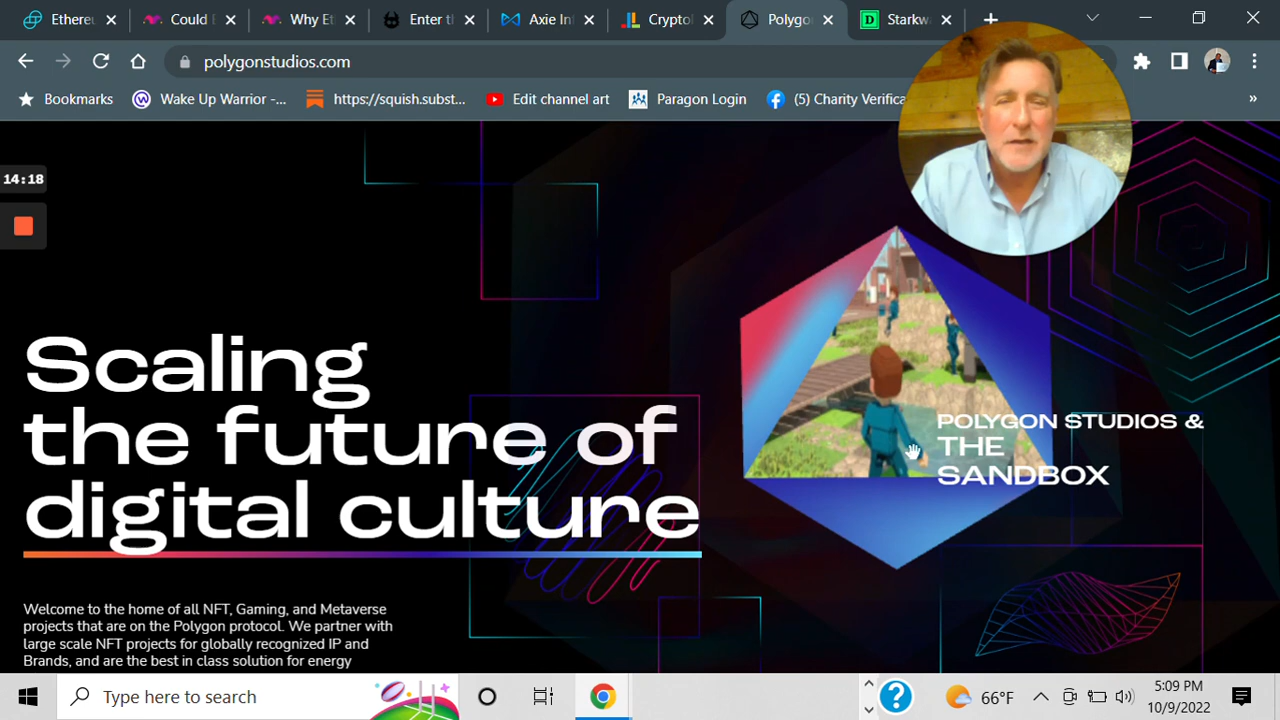 Ethereu
Could E
Why Et
Enter th
Axie Inf
Cryptok
Polygo
Starkwa
polygonstudios.com
Bookmarks
Wake Up Warrior -...
https://squish.subst...
Edit channel art
Paragon Login
(5) Charity Verifica
»
14:18
Scaling
the future of
digital culture
POLYGON STUDIOS &
THE
SANDBOX
Welcome to the home of all NFT, Gaming, and Metaverse
projects that are on the Polygon protocol. We partner with
large scale NFT projects for globally recognized IP and
Brands, and are the best in class solution for energy
Type here to search
66°F
5:09 PM
10/9/2022